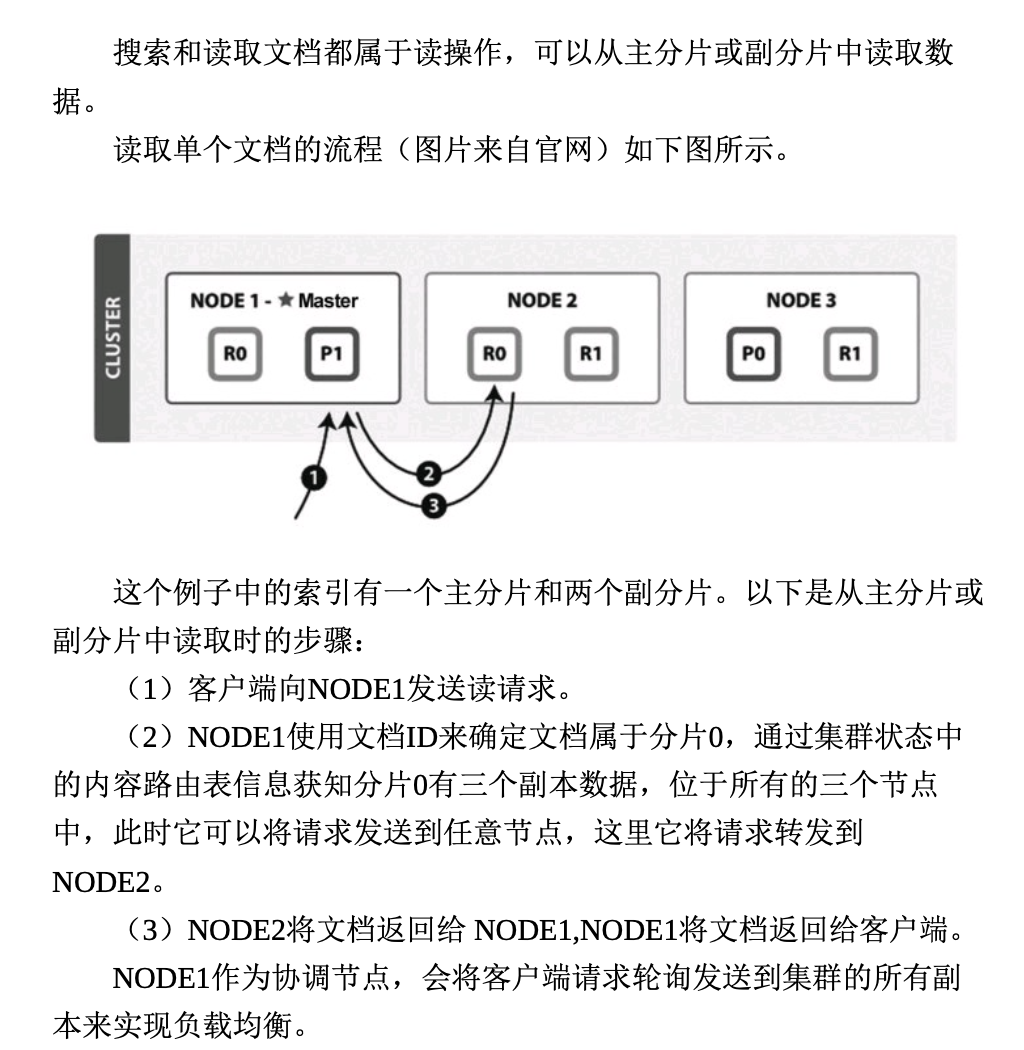 搜索和读取文档都属于读操作，可以从主分片或副分片中读取数
据。
读取单个文档的流程（图片来自官网）如下图所示。
CLUSTER
NODE 1 - ★ Master
R0 P1
NODE 2
R0 R1
NODE 3
P0 R1
1
2
3
这个例子中的索引有一个主分片和两个副分片。以下是从主分片或
副分片中读取时的步骤：
（1）客户端向NODE1发送读请求。
（2）NODE1使用文档ID来确定文档属于分片0，通过集群状态中
的内容路由表信息获知分片0有三个副本数据，位于所有的三个节点
中，此时它可以将请求发送到任意节点，这里它将请求转发到
NODE2。
（3）NODE2将文档返回给 NODE1,NODE1将文档返回给客户端。
NODE1作为协调节点，会将客户端请求轮询发送到集群的所有副
本来实现负载均衡。